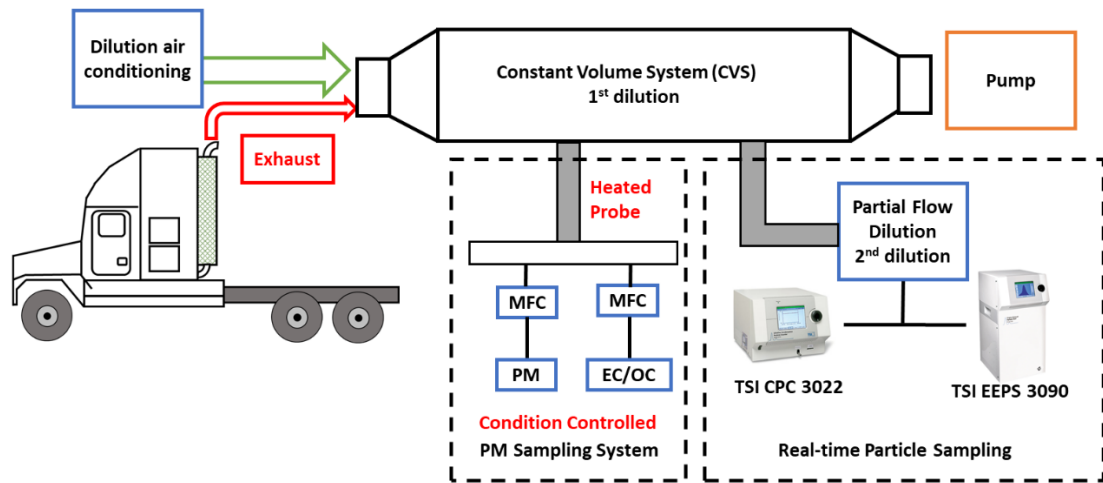 Dilution air
conditioning
Constant Volume System (CVS)
1st dilution
Pump
Exhaust
Heated
Probe
Partial Flow
Dilution
2nd dilution
MFC
MFC
PM
EC/OC
TSI CPC 3022
TSI EEPS 3090
Condition Controlled
PM Sampling System
Real-time Particle Sampling